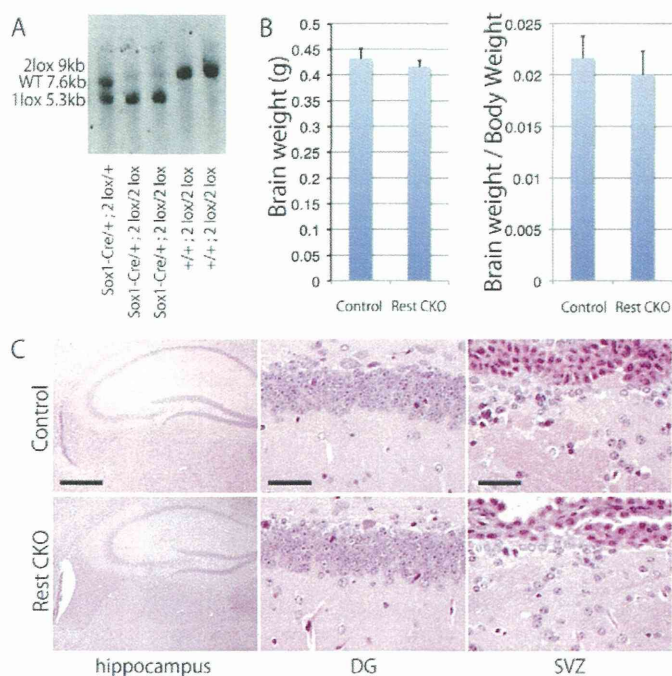 A
2lox 9kb
WT 7.6kb
1lox 5.3kb
Sox1-Cre/+ ; 2 lox/+
Sox1-Cre/+ ; 2 lox/2 lox
Sox1-Cre/+ ; 2 lox/2 lox
+/+ ; 2 lox/2 lox
+/+ ; 2 lox/2 lox
B
Brain weight (g)
0.5
0.45
0.4
0.35
0.3
0.25
0.2
0.15
0.1
0.05
0
Control Rest CKO
Brain weight / Body Weight
0.025
0.02
0.015
0.01
0.005
0
Control Rest CKO
C
Control
Rest CKO
hippocampus
DG
SVZ